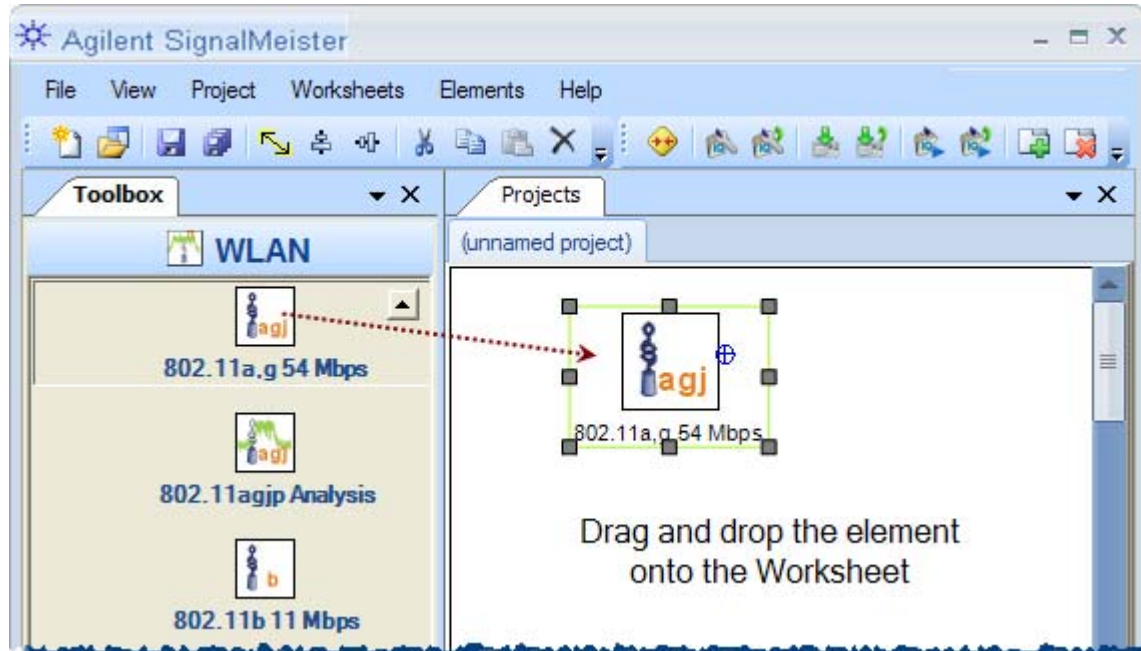 Agilent SignalMeister
File View Project Worksheets Elements Help
Toolbox
Projects
WLAN
(unnamed project)
agj
802.11a,g 54 Mbps
agj
802.11agjp Analysis
b
802.11b 11 Mbps
agj
802.11a,g 54 Mbps
Drag and drop the element
onto the Worksheet